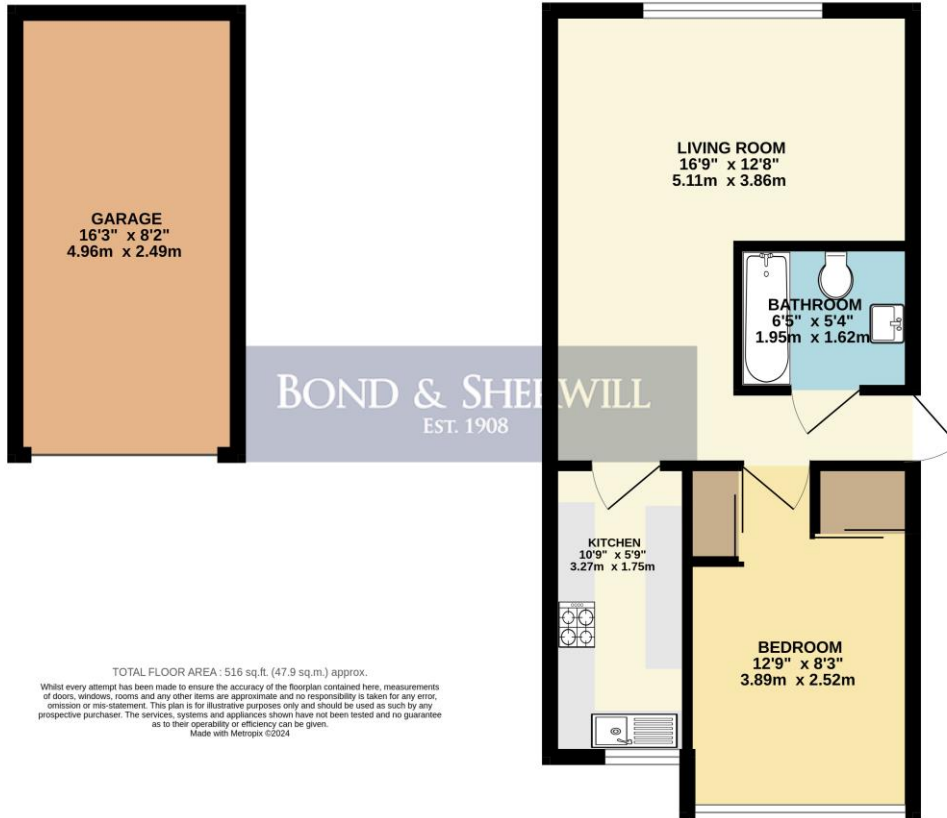 GARAGE
16'3" x 8'2"
4.96m x 2.49m
LIVING ROOM
16'9" x 12'8"
5.11m x 3.86m
BATHROOM
6'5" x 5'4"
1.95m x 1.62m
BOND & SHERWILL
EST. 1908
KITCHEN
10'9" x 5'9"
3.27m x 1.75m
BEDROOM
12'9" x 8'3"
3.89m x 2.52m
TOTAL FLOOR AREA : 516 sq.ft. (47.9 sq.m.) approx.
Whilst every attempt has been made to ensure the accuracy of the floorplan contained here, measurements
of doors, windows, rooms and any other items are approximate and no responsibility is taken for any error,
omission or mis-statement. This plan is for illustrative purposes only and should be used as such by any
prospective purchaser. The services, systems and appliances shown have not been tested and no guarantee
as to their operability or efficiency can be given.
Made with Metropix ©2024